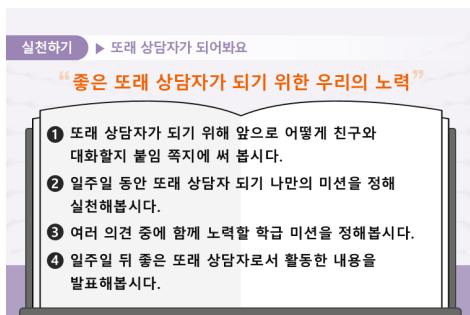 실천하기 ▶ 또래 상담자가 되어봐요
“좋은 또래 상담자가 되기 위한 우리의 노력”
1 또래 상담자가 되기 위해 앞으로 어떻게 친구와
대화할지 붙임 쪽지에 써 봅시다.
2 일주일 동안 또래 상담자 되기 나만의 미션을 정해
실천해봅시다.
3 여러 의견 중에 함께 노력할 학급 미션을 정해봅시다.
4 일주일 뒤 좋은 또래 상담자로서 활동한 내용을
발표해봅시다.